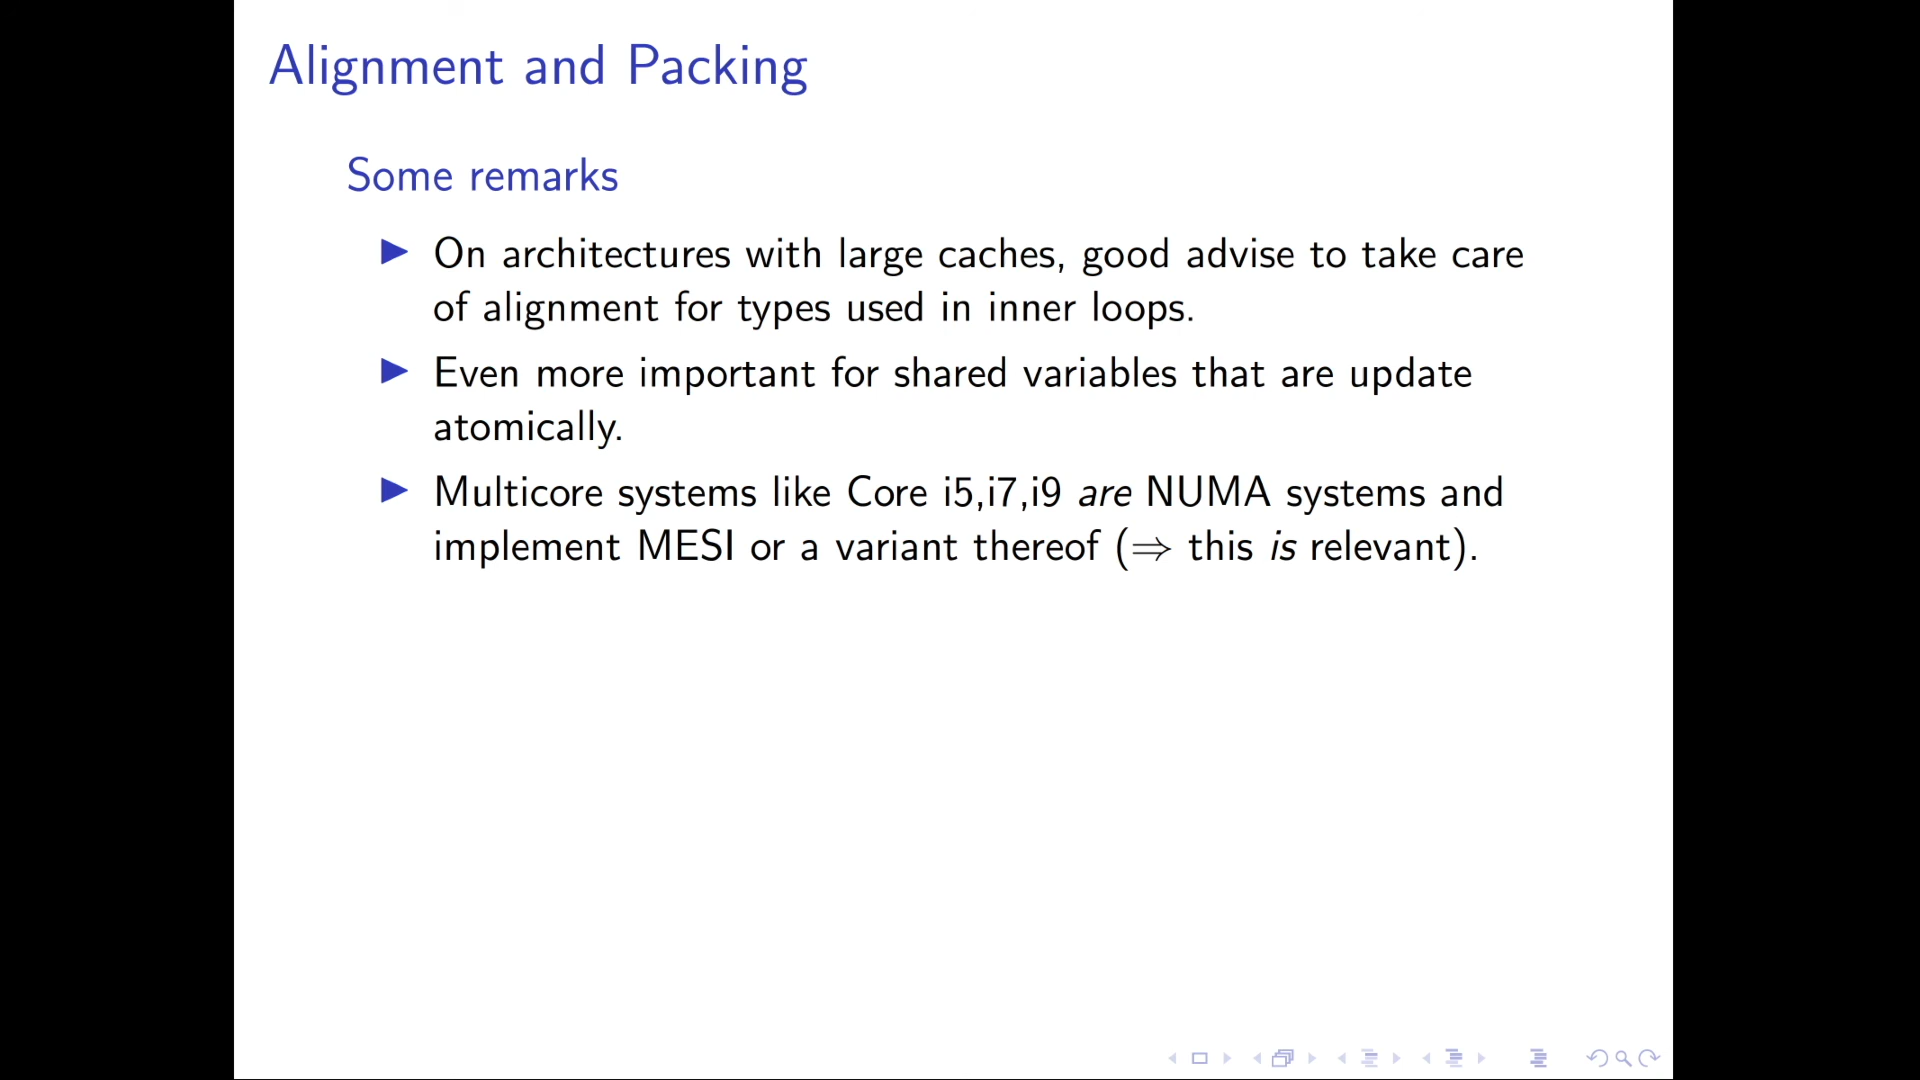 Alignment and Packing
Some remarks
▶ On architectures with large caches, good advise to take care
of alignment for types used in inner loops.
▶ Even more important for shared variables that are update
atomically.
▶ Multicore systems like Core i5,i7,i9 are NUMA systems and
implement MESI or a variant thereof (⇒ this is relevant).